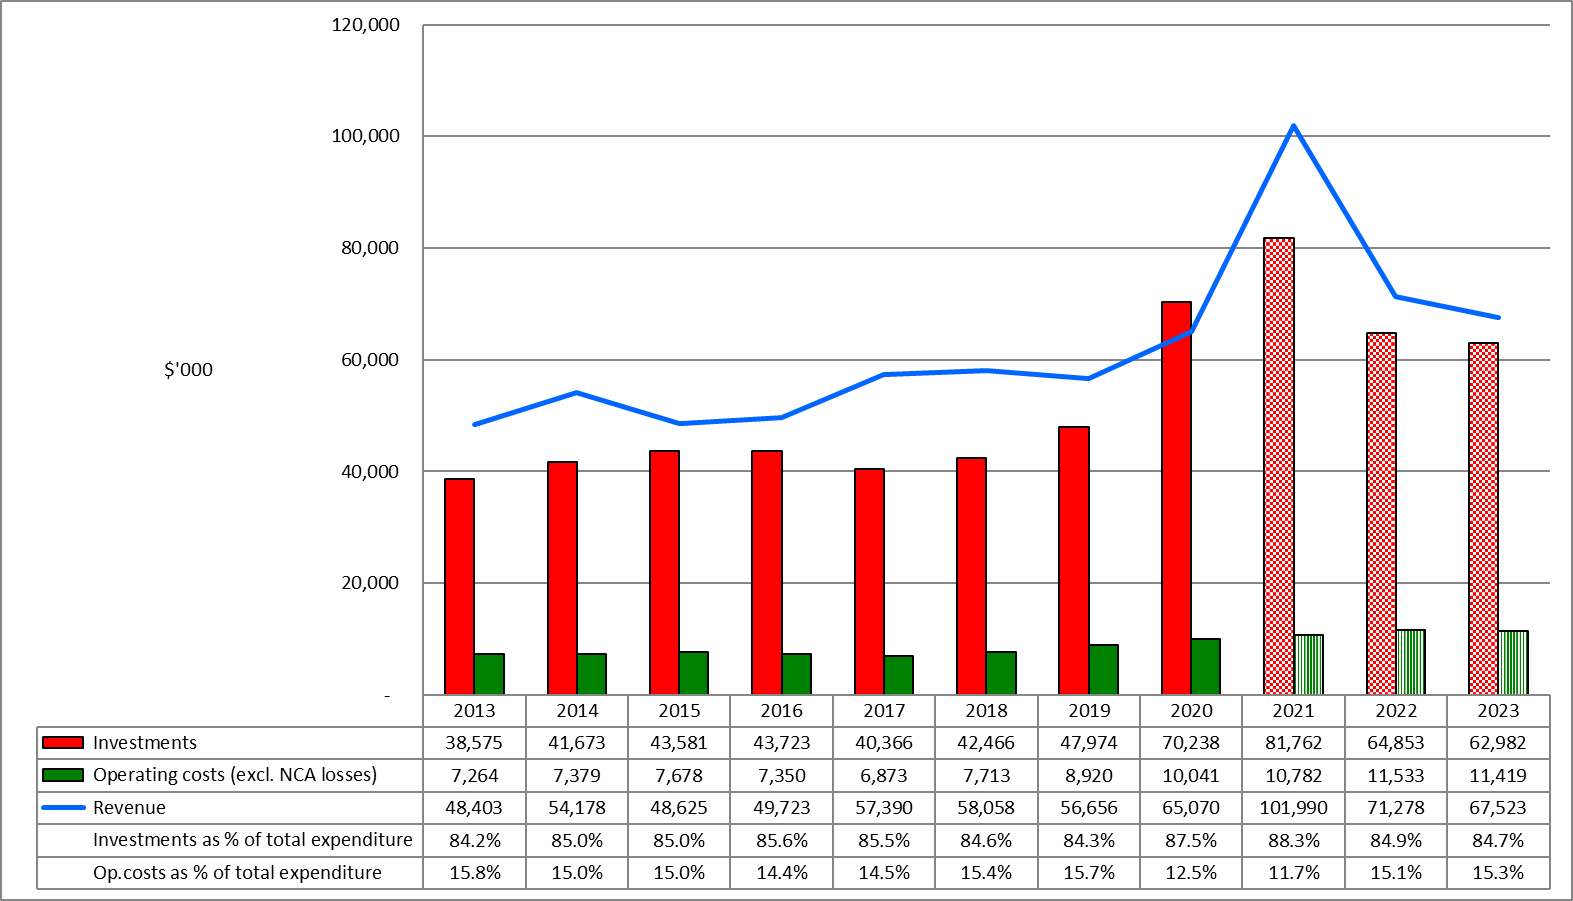 120,000
100,000
80,000
60,000
$'000
40,000
20,000
-
2013 2014 2015 2016 2017 2018 2019 2020 2021 2022 2023
Investments 38,575 41,673 43,581 43,723 40,366 42,466 47,974 70,238 81,762 64,853 62,982
Operating costs (excl. NCA losses) 7,264 7,379 7,678 7,350 6,873 7,713 8,920 10,041 10,782 11,533 11,419
Revenue 48,403 54,178 48,625 49,723 57,390 58,058 56,656 65,070 101,990 71,278 67,523
Investments as % of total expenditure 84.2% 85.0% 85.0% 85.6% 85.5% 84.6% 84.3% 87.5% 88.3% 84.9% 84.7%
Op.costs as % of total expenditure 15.8% 15.0% 15.0% 14.4% 14.5% 15.4% 15.7% 12.5% 11.7% 15.1% 15.3%